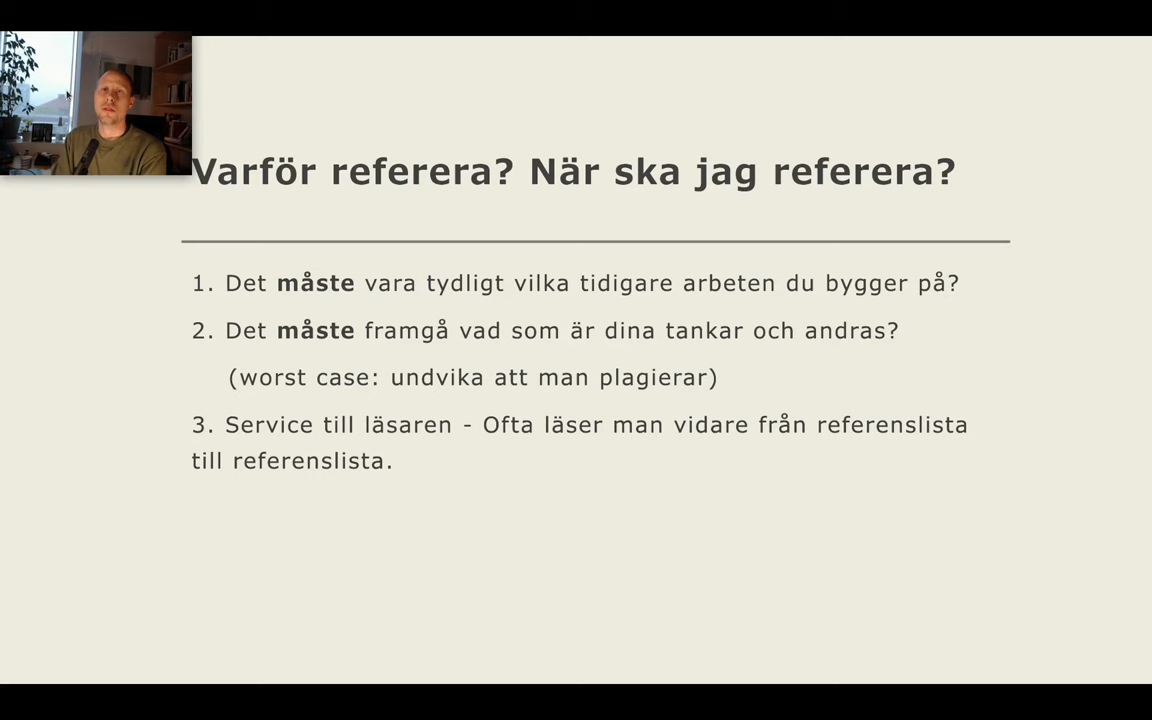 Varför referera? När ska jag referera?
1. Det måste vara tydligt vilka tidigare arbeten du bygger på?
2. Det måste framgå vad som är dina tankar och andras?
(worst case: undvika att man plagierar)
3. Service till läsaren - Ofta läser man vidare från referenslista
till referenslista.